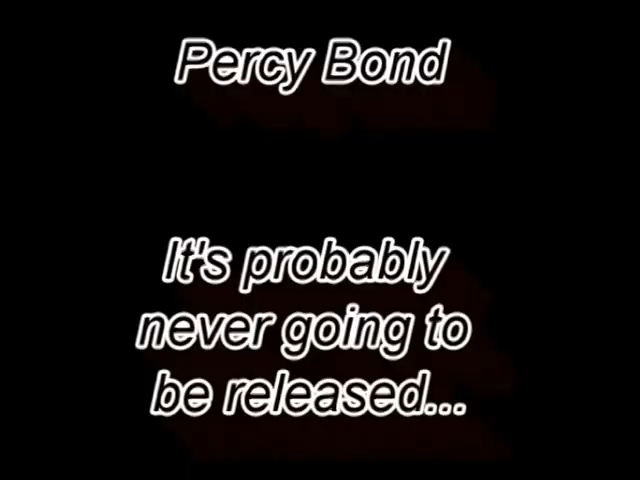 Percy Bond
It's probably
never going to
be released...